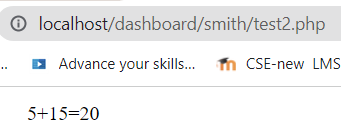 localhost/dashboard/smith/test2.php
.. Advance your skills... CSE-new LMS
5+15=20